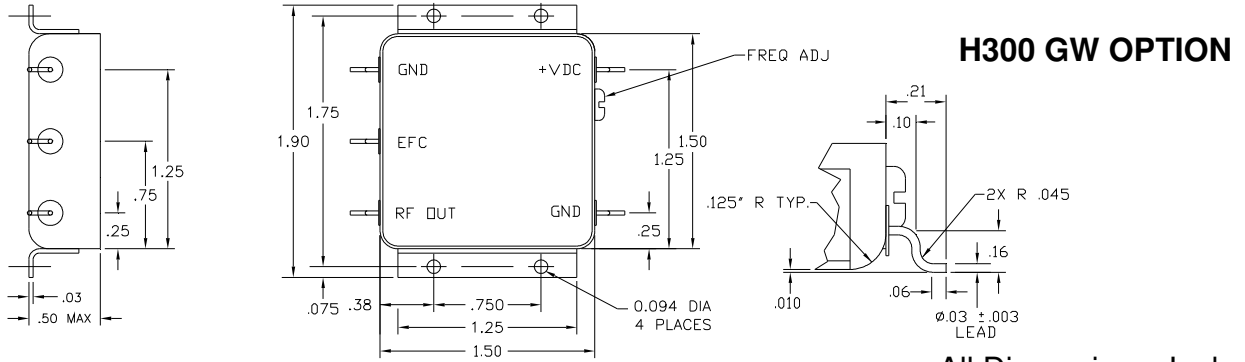 H300 GW OPTION
GND
+VDC
FREQ ADJ
EFC
RF OUT
GND
1.25
.75
.25
.03
.50 MAX
1.90
1.75
.075
.38
.750
1.25
1.50
.25
1.25
1.50
0.094 DIA
4 PLACES
.21
.10
.125" R TYP.
2X R .045
.16
.010
.06
Ø.03 ±.003
LEAD